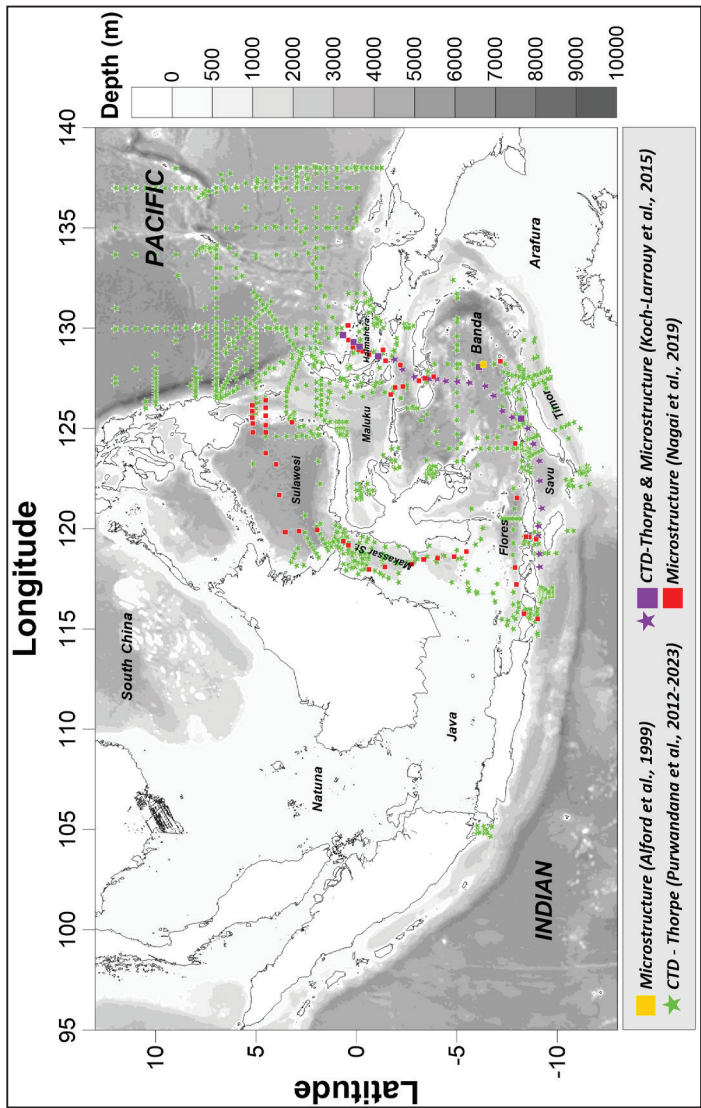 Longitude
95
100
105
110
115
120
125
130
135
140
Latitude
10
5
0
-5
-10
Depth (m)
0
500
1000
2000
3000
4000
5000
6000
7000
8000
9000
10000
PACIFIC
South China
Sulawesi
Halmahera
Maluku
Natuna
Makassar St.
Java
Flores
Banda
Arafura
Savu
Timor
INDIAN
Microstructure (Alford et al., 1999)
CTD-Thorpe & Microstructure (Koch-Larrouy et al., 2015)
CTD - Thorpe (Purwandana et al., 2012-2023)
Microstructure (Nagai et al., 2019)